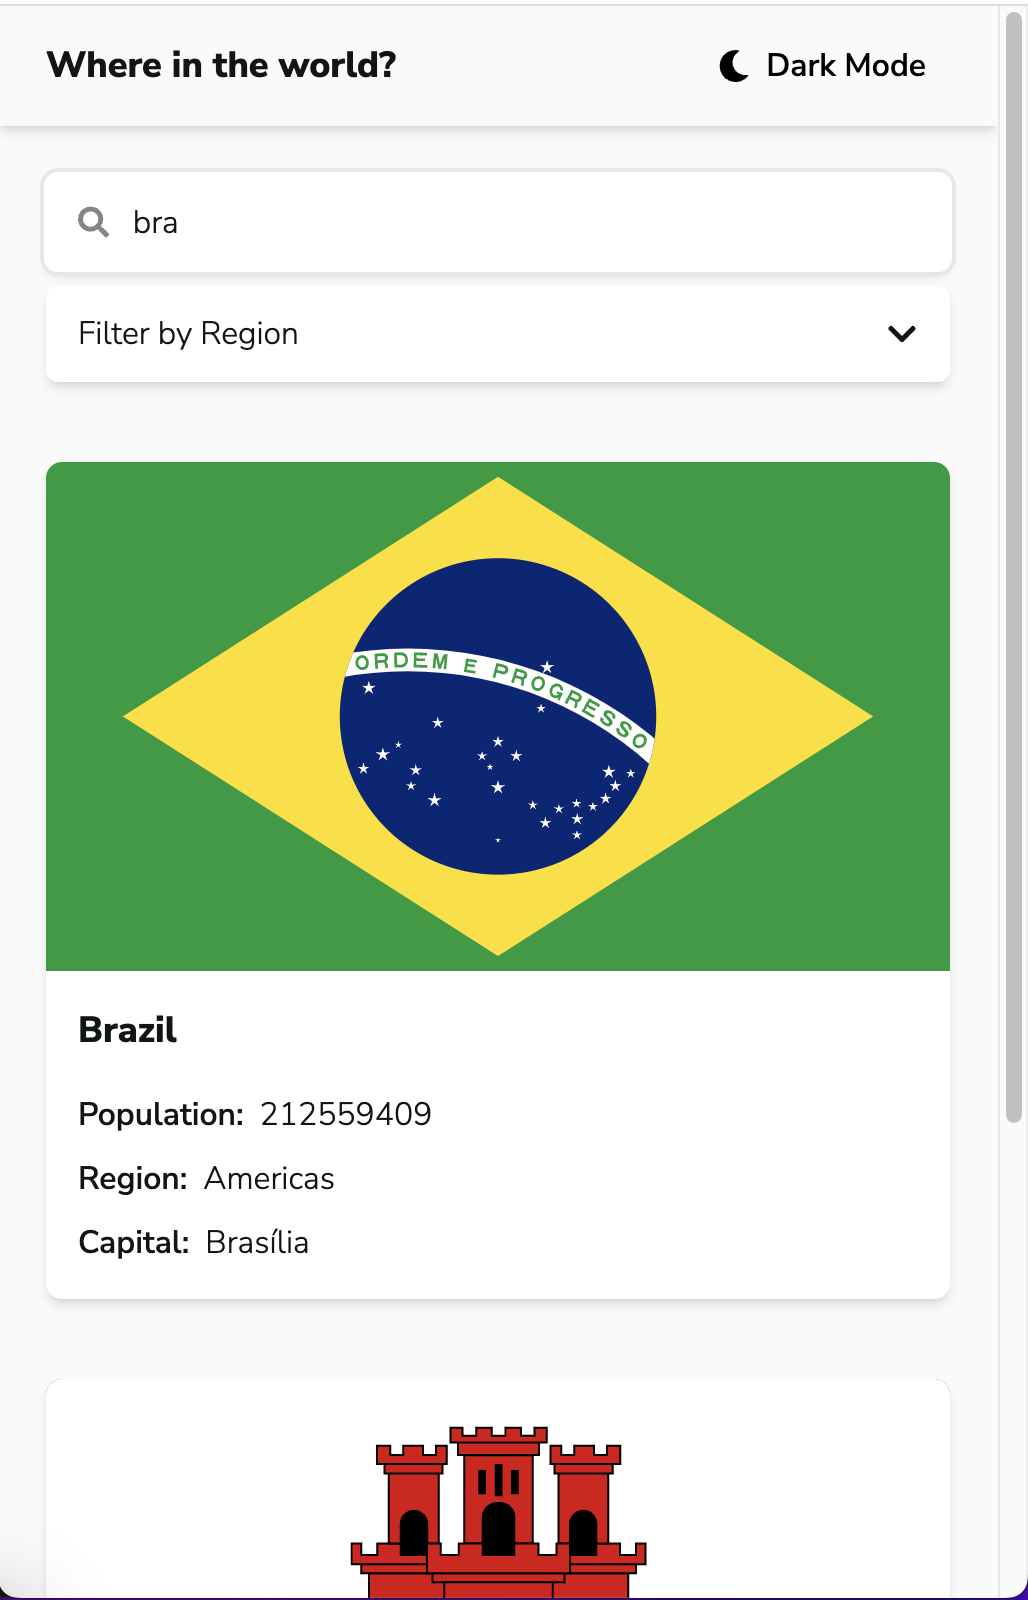 Where in the world?
Dark Mode
bra
Filter by Region
ORDEM E PROGRESSO
Brazil
Population: 212559409
Region: Americas
Capital: Brasília